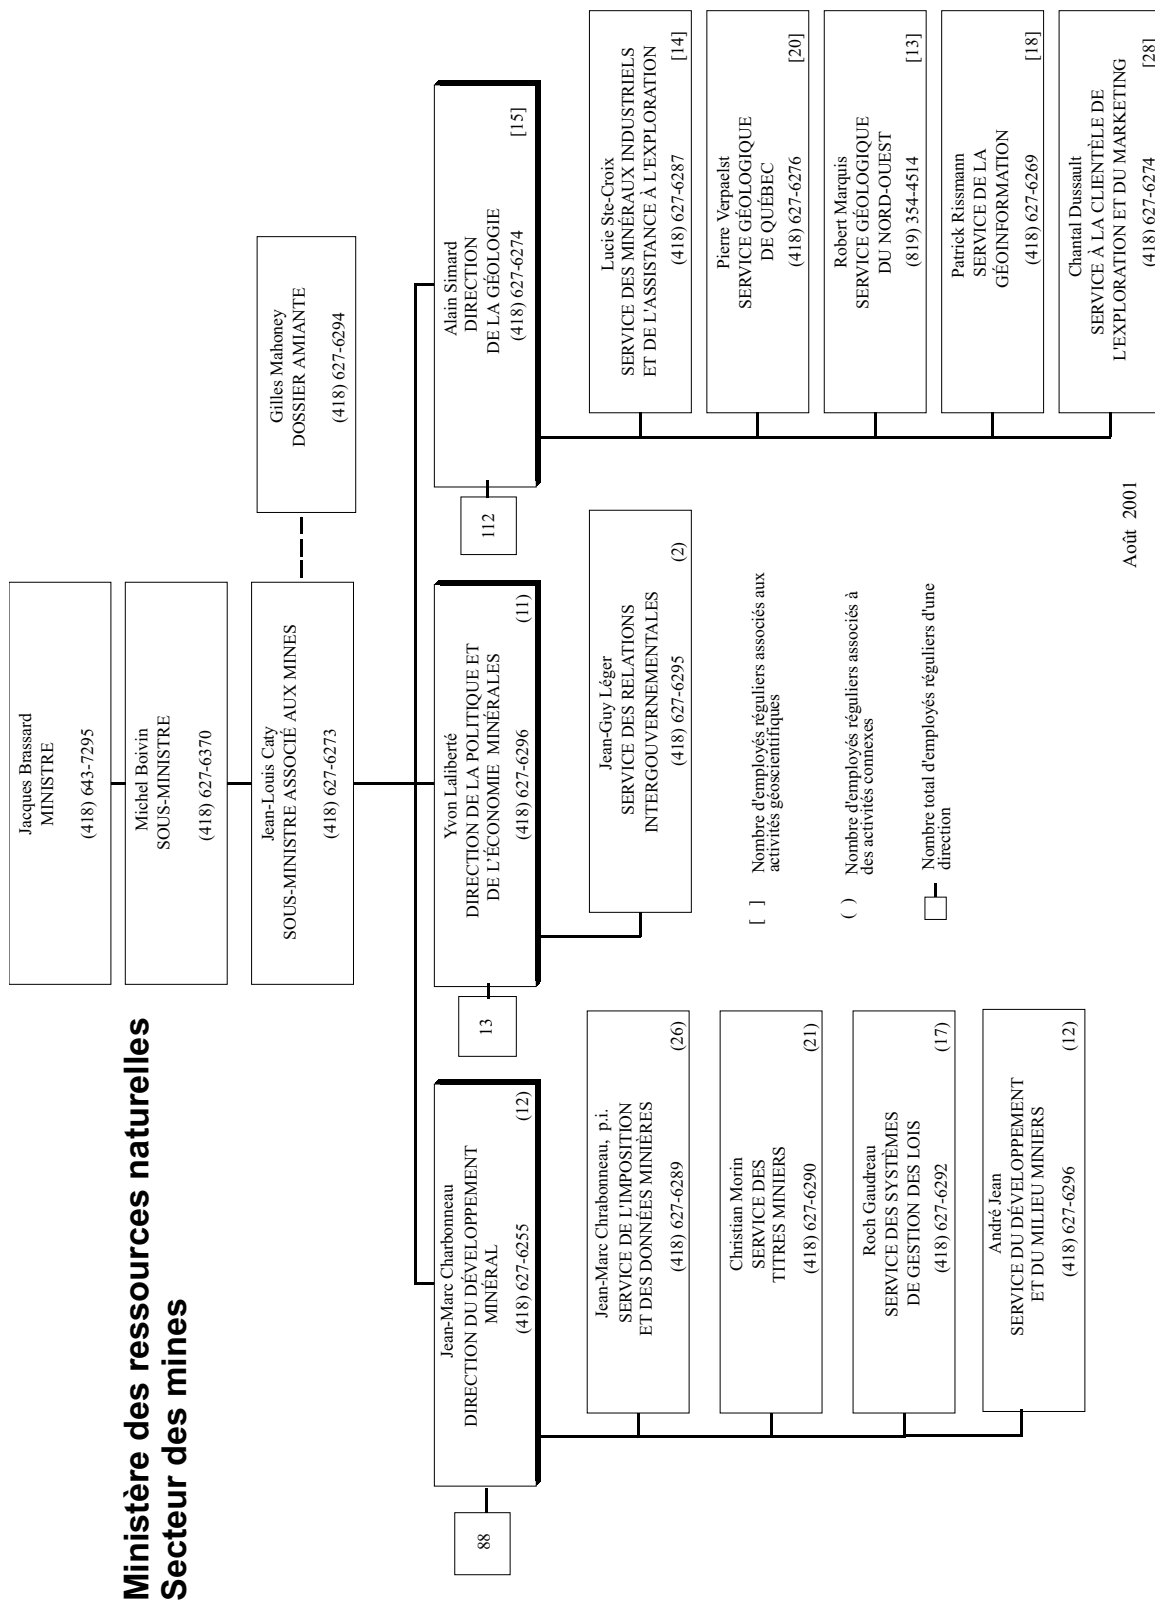 Ministère des ressources naturelles
Secteur des mines
Jacques Brassard
MINISTRE
(418) 643-7295
Michel Boivin
SOUS-MINISTRE
(418) 627-6370
Jean-Louis Caty
SOUS-MINISTRE ASSOCIÉ AUX MINES
(418) 627-6273
Gilles Mahoney
DOSSIER AMIANTE
(418) 627-6294
88
Jean-Marc Charbonneau
DIRECTION DU DÉVELOPPEMENT
MINÉRAL
(418) 627-6255 (12)
Jean-Marc Chrabonneau, p.i.
SERVICE DE L'IMPOSITION
ET DES DONNÉES MINIÈRES
(418) 627-6289 (26)
Christian Morin
SERVICE DES
TITRES MINIERS
(418) 627-6290 (21)
Roch Gaudreau
SERVICE DES SYSTÈMES
DE GESTION DES LOIS
(418) 627-6292 (17)
André Jean
SERVICE DU DÉVELOPPEMENT
ET DU MILIEU MINIERS
(418) 627-6296 (12)
13
Yvon Laliberté
DIRECTION DE LA POLITIQUE ET
DE L'ÉCONOMIE MINÉRALES
(418) 627-6296 (11)
Jean-Guy Léger
SERVICE DES RELATIONS
INTERGOUVERNEMENTALES
(418) 627-6295 (2)
112
Alain Simard
DIRECTION
DE LA GÉOLOGIE
(418) 627-6274 [15]
Lucie Ste-Croix
SERVICE DES MINÉRAUX INDUSTRIELS
ET DE L'ASSISTANCE À L'EXPLORATION
(418) 627-6287 [14]
Pierre Verpaelst
SERVICE GÉOLOGIQUE
DE QUÉBEC
(418) 627-6276 [20]
Robert Marquis
SERVICE GÉOLOGIQUE
DU NORD-OUEST
(819) 354-4514 [13]
Patrick Rissmann
SERVICE DE LA
GÉOINFORMATION
(418) 627-6269 [18]
Chantal Dussault
SERVICE À LA CLIENTÈLE DE
L'EXPLORATION ET DU MARKETING
(418) 627-6274 [28]
[ ] Nombre d'employés réguliers associés aux
activités géoscientifiques
( ) Nombre d'employés réguliers associés à
des activités connexes
Nombre total d'employés réguliers d'une
direction
Août 2001